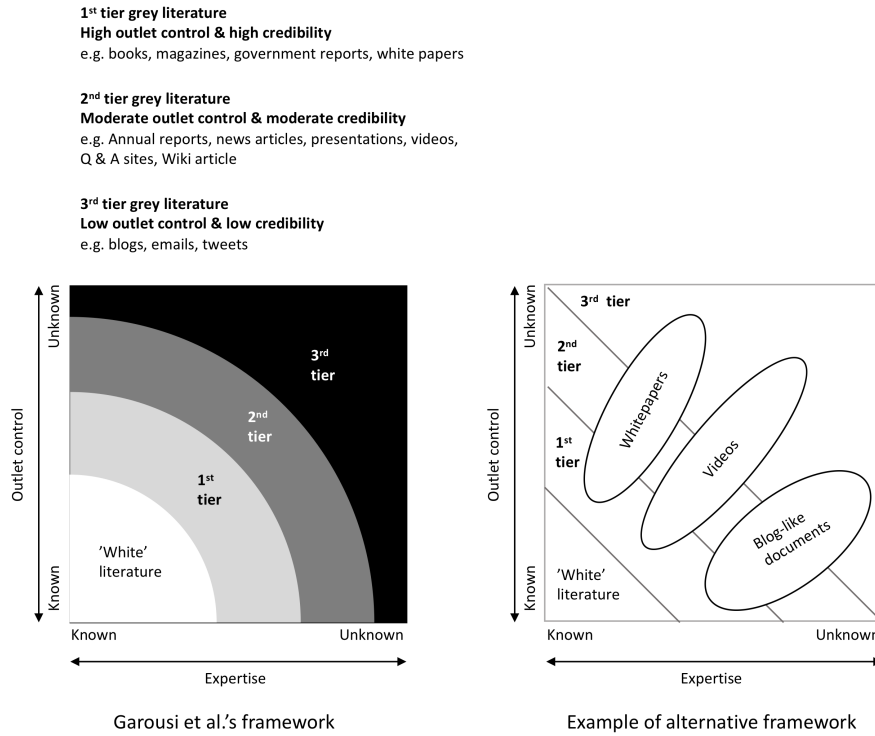 1st tier grey literature
High outlet control & high credibility
e.g. books, magazines, government reports, white papers
2nd tier grey literature
Moderate outlet control & moderate credibility
e.g. Annual reports, news articles, presentations, videos,
Q & A sites, Wiki article
3rd tier grey literature
Low outlet control & low credibility
e.g. blogs, emails, tweets
Outlet control
Unknown
Known
3rd
tier
2nd
tier
1st
tier
’White’
literature
Known
Unknown
Expertise
Garousi et al.’s framework
Outlet control
Unknown
Known
3rd tier
2nd
tier
1st
tier
Whitepapers
Videos
Blog-like
documents
’White’
literature
Known
Unknown
Expertise
Example of alternative framework